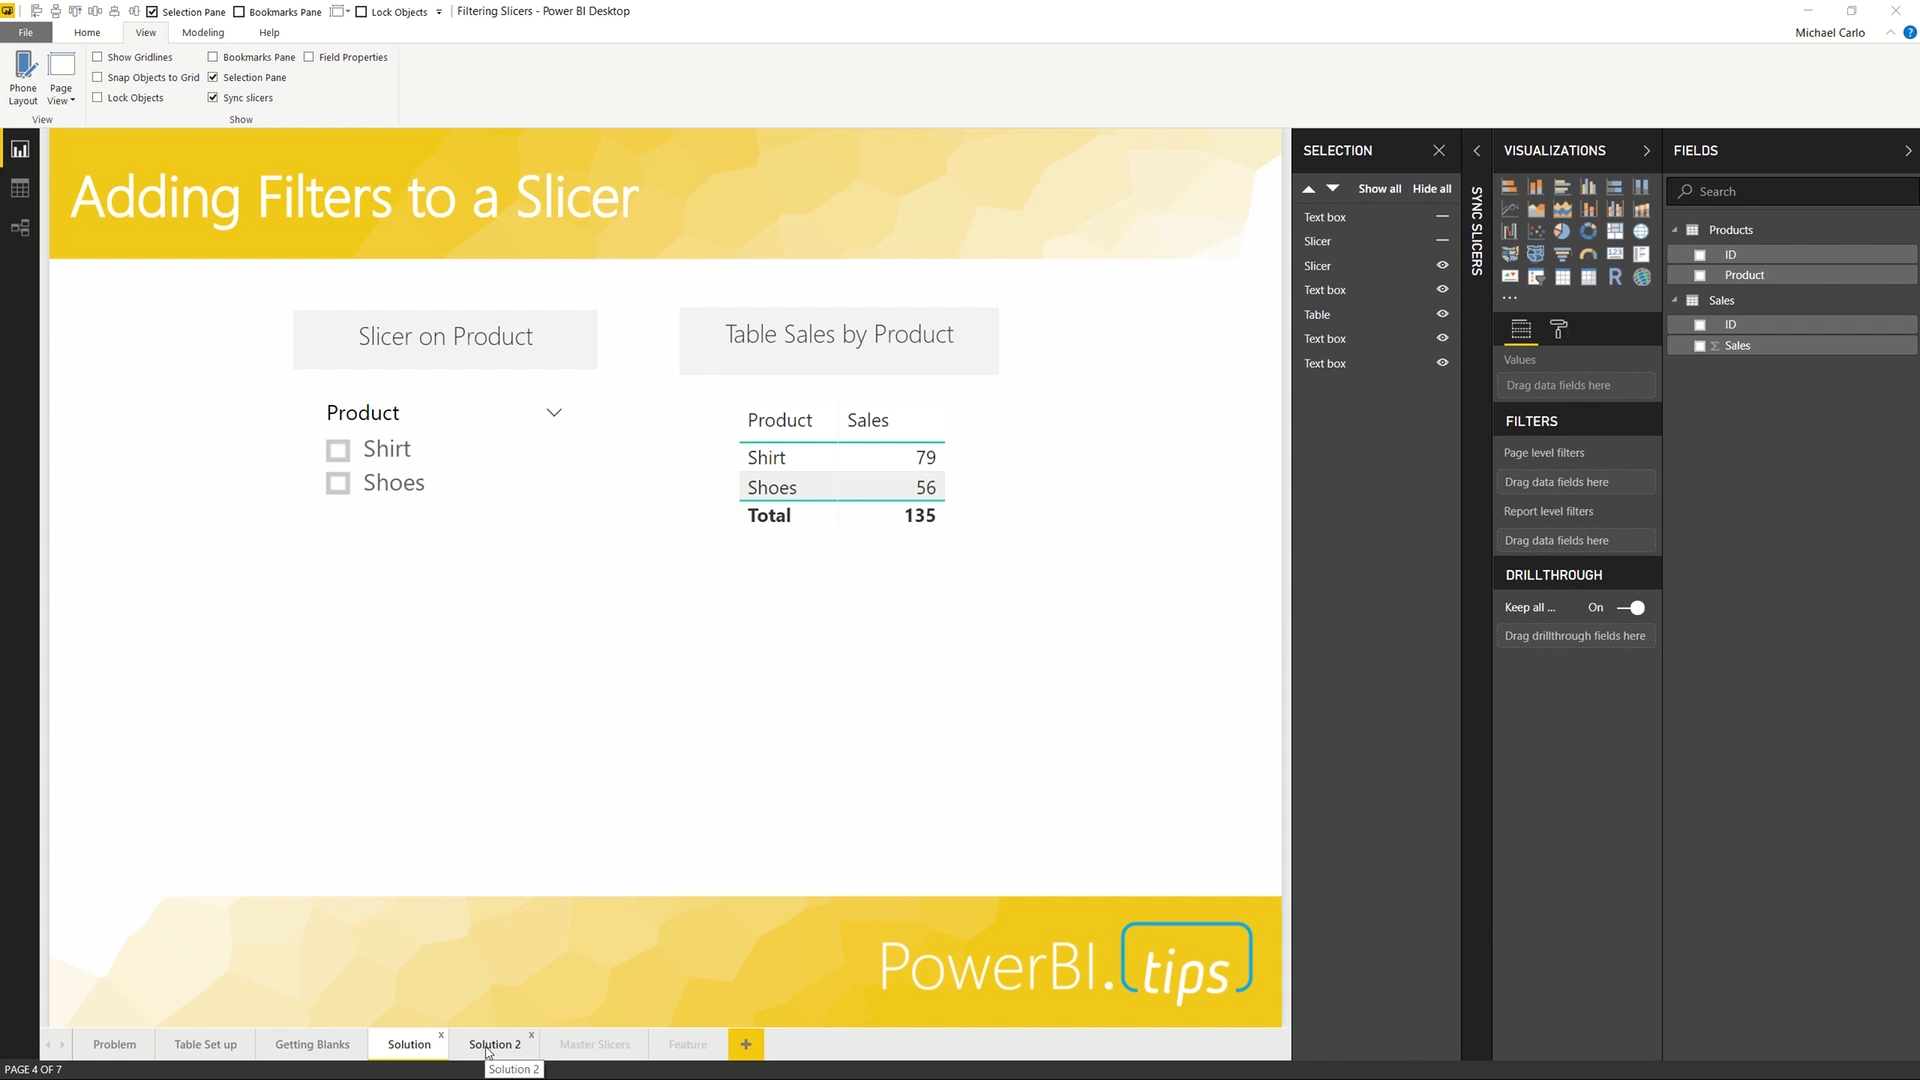 Selection Pane Bookmarks Pane Lock Objects Filtering Slicers - Power BI Desktop
File Home View Modeling Help Michael Carlo ?
Show Gridlines Bookmarks Pane Field Properties
Snap Objects to Grid Selection Pane
Phone Layout Page View Lock Objects Sync slicers
View Show
Adding Filters to a Slicer
Slicer on Product
Product
Shirt
Shoes
Table Sales by Product
Product Sales
Shirt 79
Shoes 56
Total 135
PowerBI.tips
SELECTION
Show all Hide all
Text box
Slicer
Slicer
Text box
Table
Text box
Text box
SYNC SLICERS
VISUALIZATIONS
123
R
...
Values
Drag data fields here
FILTERS
Page level filters
Drag data fields here
Report level filters
Drag data fields here
DRILLTHROUGH
Keep all ... On
Drag drillthrough fields here
FIELDS
Search
Products
ID
Product
Sales
ID
Σ Sales
Problem Table Set up Getting Blanks Solution x Solution 2 x Master Slicers Feature +
Solution 2
PAGE 4 OF 7